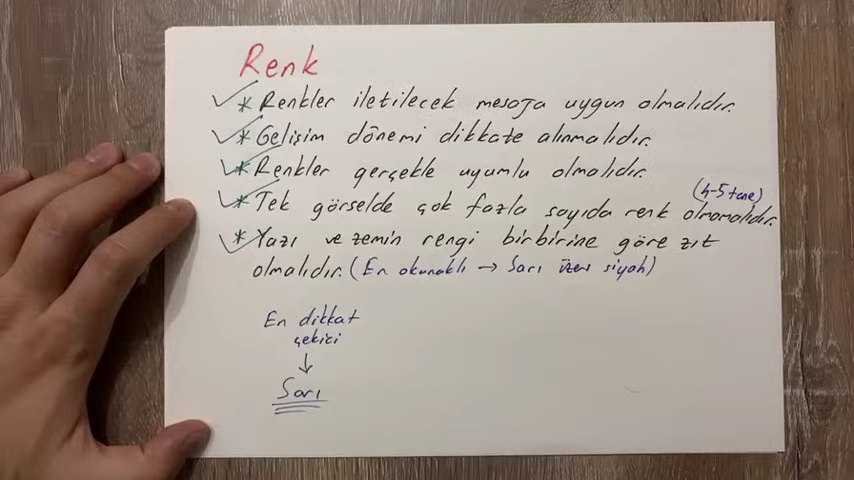 Renk
* Renkler iletilecek mesaja uygun olmalıdır.
* Gelişim dönemi dikkate alınmalıdır.
* Renkler gerçekle uyumlu olmalıdır.
(4-5 tane)
* Tek görselde çok fazla sayıda renk olmamalıdır.
* Yazı ve zemin rengi birbirine göre zıt
olmalıdır. (En okunaklı → Sarı üzeri siyah)
En dikkat
çekici
↓
Sarı